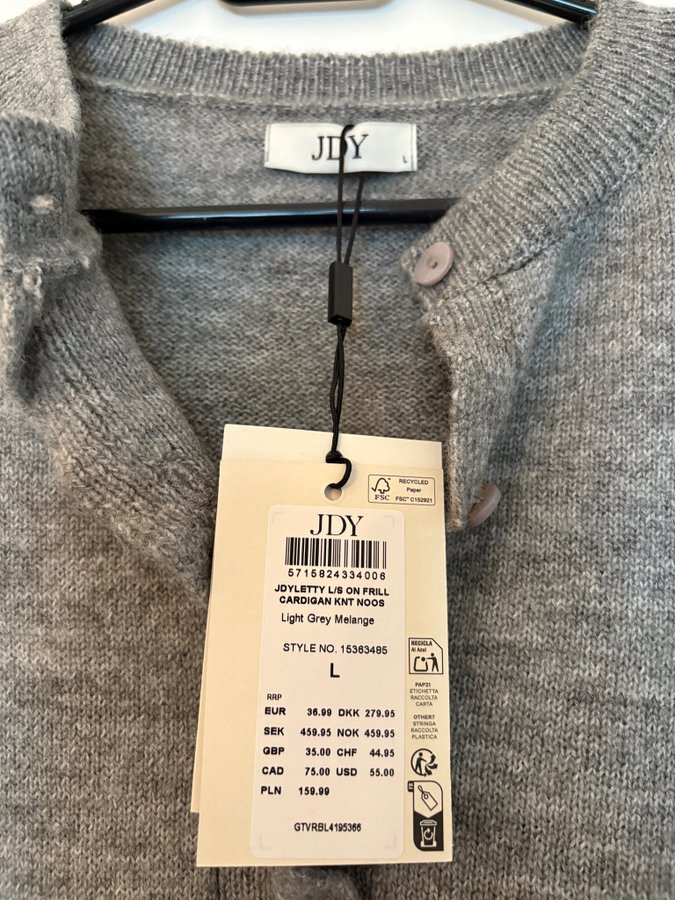 JDY
L
RECYCLED
Paper
FSC
FSC® C152921
JDY
5715824334006
JDYLETTY L/S ON FRILL
CARDIGAN KNT NOOS
Light Grey Melange
STYLE NO. 15363485
L
RRP
EUR 36.99 DKK 279.95
SEK 459.95 NOK 459.95
GBP 35.00 CHF 44.95
CAD 75.00 USD 55.00
PLN 159.99
GTVRBL4195366
RECICLA
Al Azul
PAP21
ETICHETTA
RACCOLTA
CARTA
OTHER7
STRINGA
RACCOLTA
PLASTICA